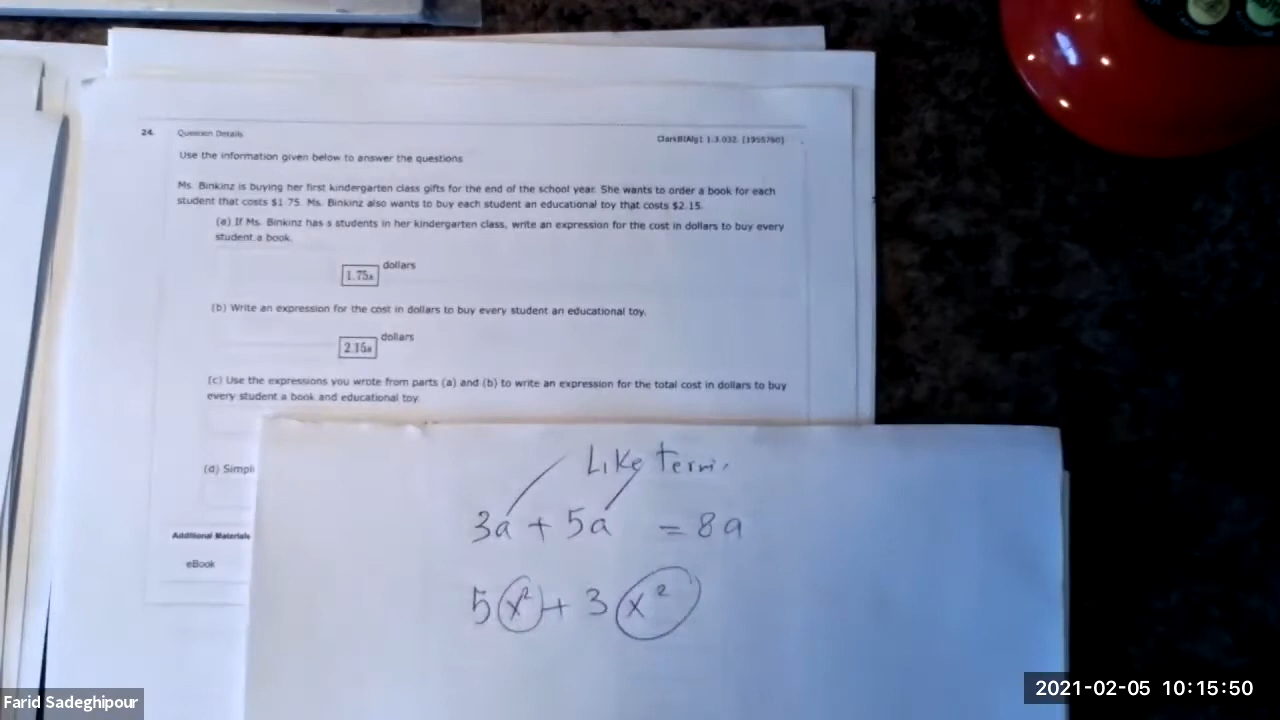 24. Question Details ClarkBIAlg1 1.3.032. [1955780]
Use the information given below to answer the questions
Ms. Binkinz is buying her first kindergarten class gifts for the end of the school year. She wants to order a book for each
student that costs $1 75. Ms. Binkinz also wants to buy each student an educational toy that costs $2.15.
(a) If Ms. Binkinz has s students in her kindergarten class, write an expression for the cost in dollars to buy every
student a book.
1.75s dollars
(b) Write an expression for the cost in dollars to buy every student an educational toy.
2.15s dollars
(c) Use the expressions you wrote from parts (a) and (b) to write an expression for the total cost in dollars to buy
every student a book and educational toy.
Like term.
(d) Simpli
3a + 5a = 8a
Additional Materials
eBook
5x² + 3x²
Farid Sadeghipour
2021-02-05 10:15:50